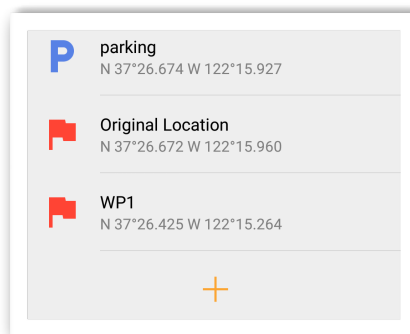 P parking
N 37°26.674 W 122°15.927
Original Location
N 37°26.672 W 122°15.960
WP1
N 37°26.425 W 122°15.264